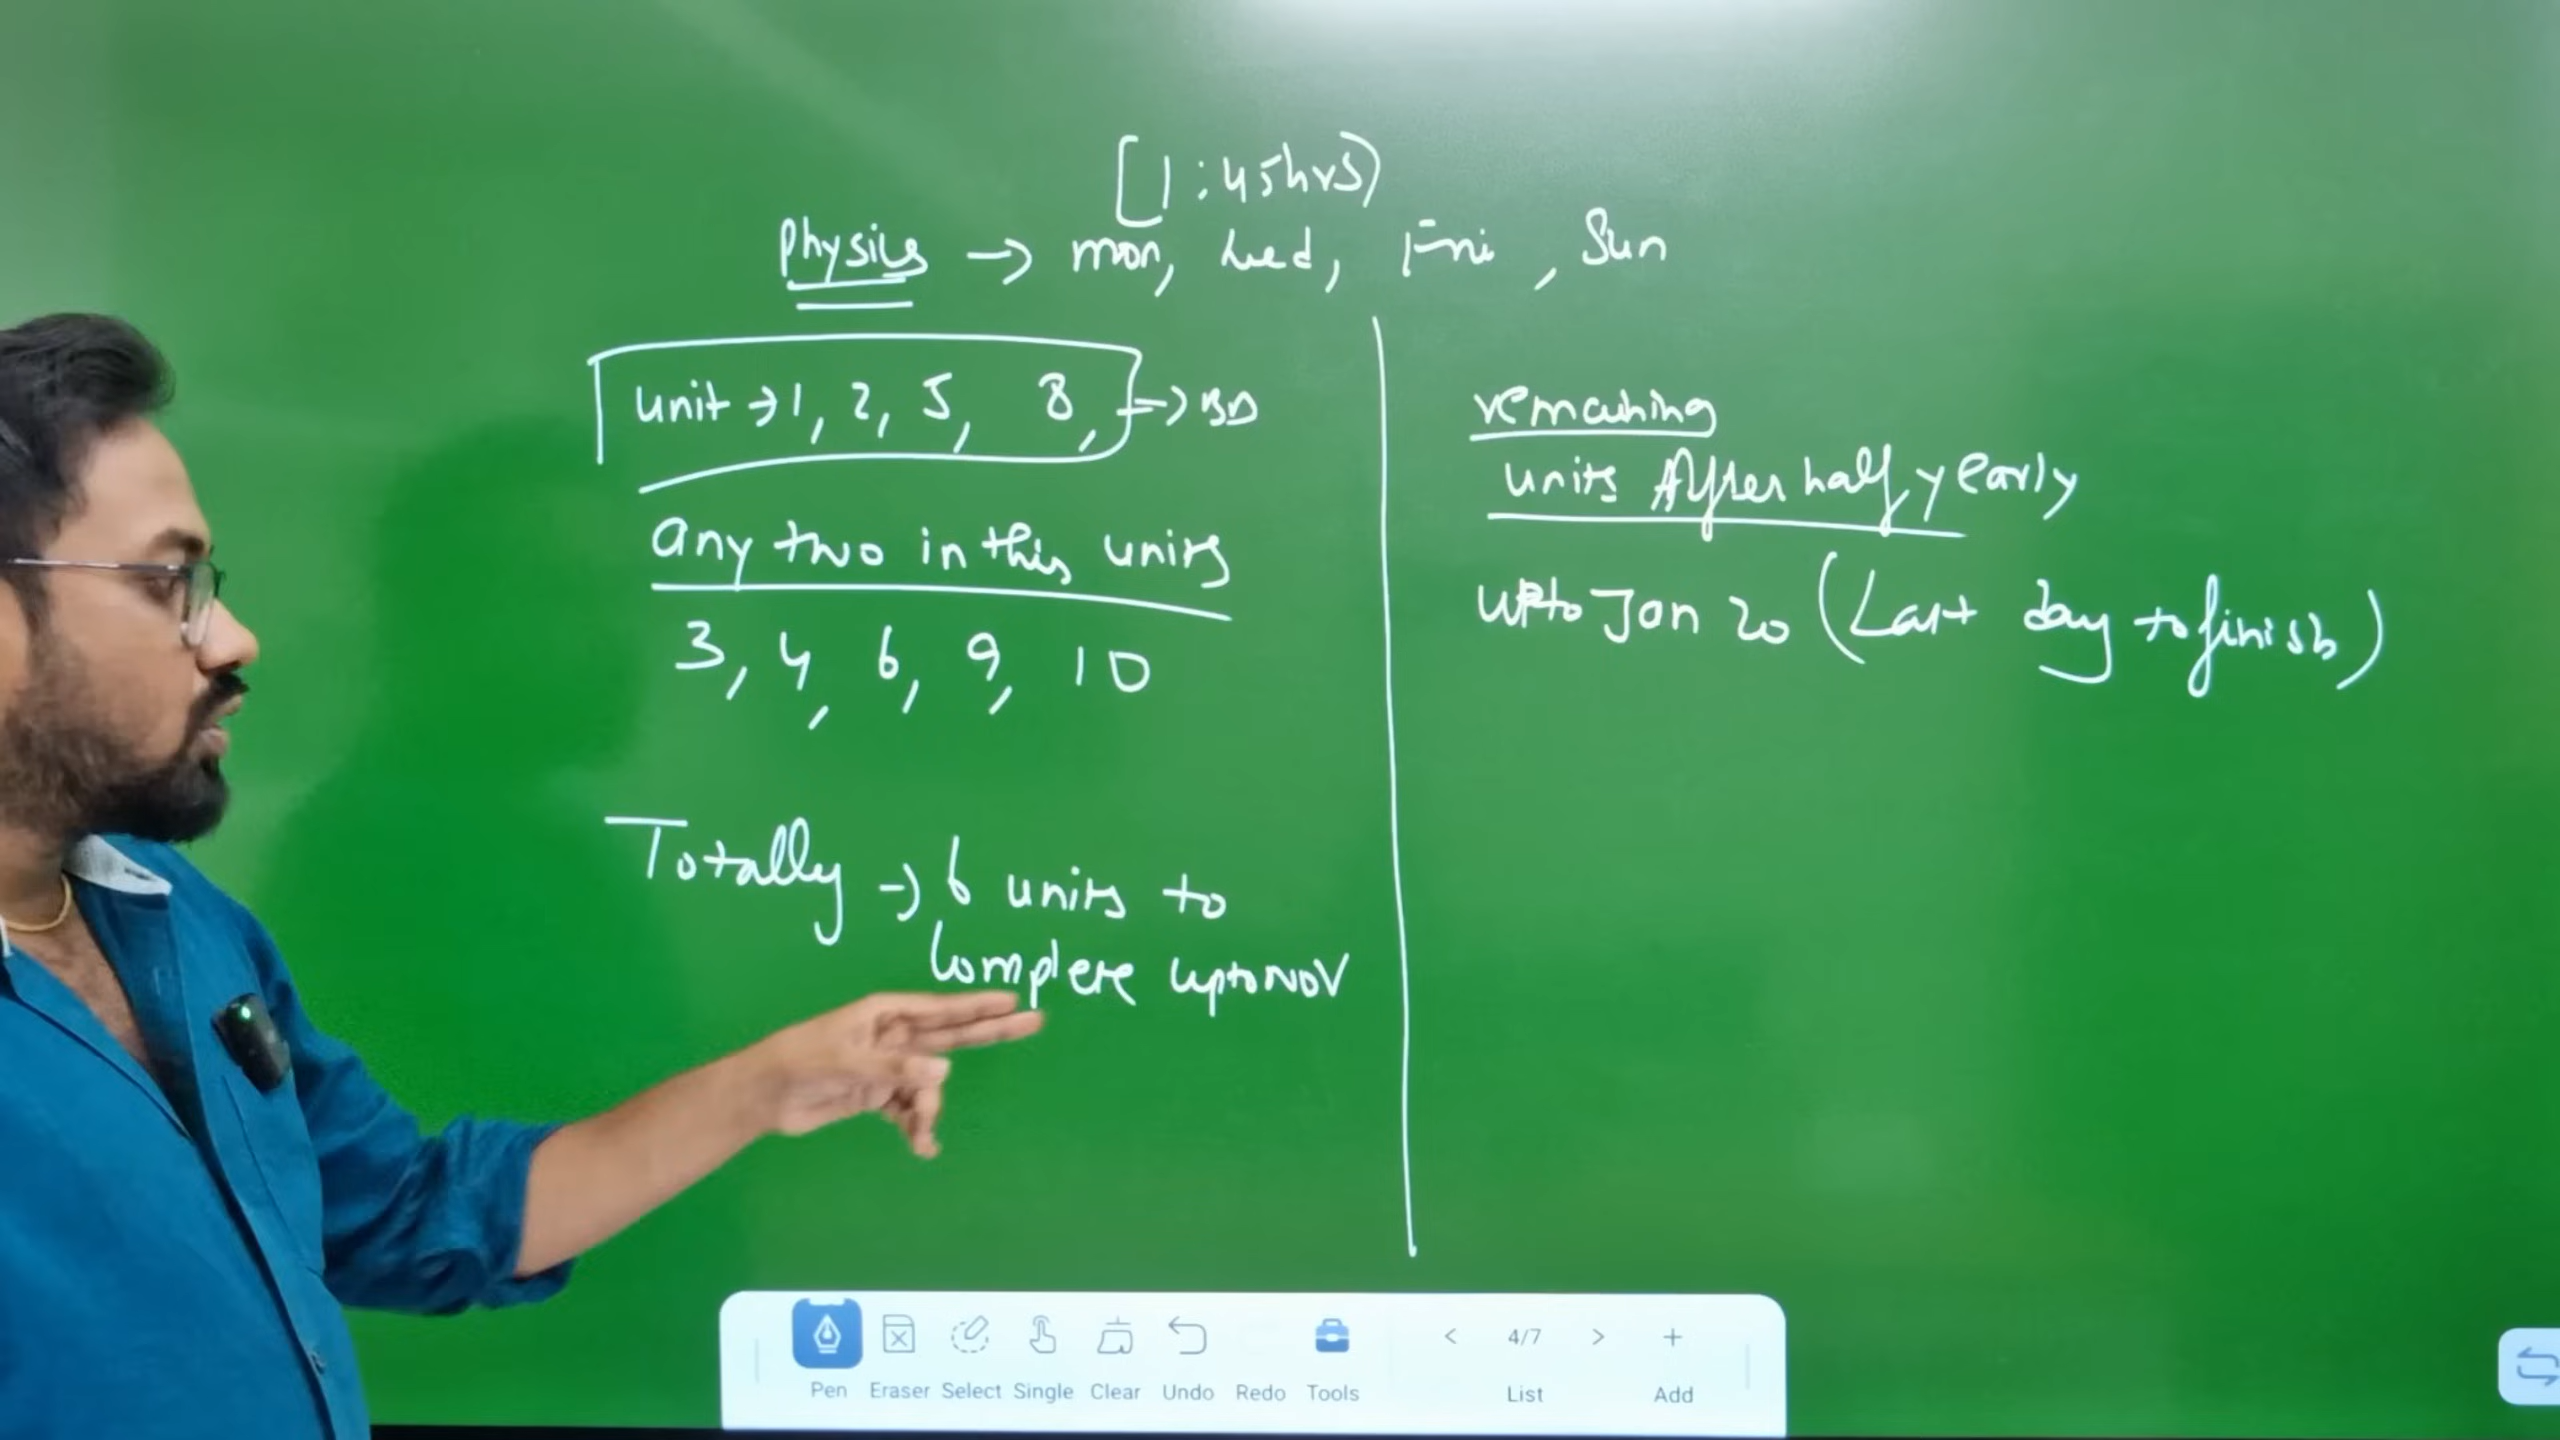 [1:45hrs)
Physics → mon, wed, Fri, Sun
unit → 1, 2, 5, 8, →
any two in this units
3, 4, 6, 9, 10
Totally → 6 units to
complete upto NOV
remaining
units After half yearly
upto Jan 20 (Last day to finish)
Pen Eraser Select Single Clear Undo Redo Tools < 4/7 > + List Add